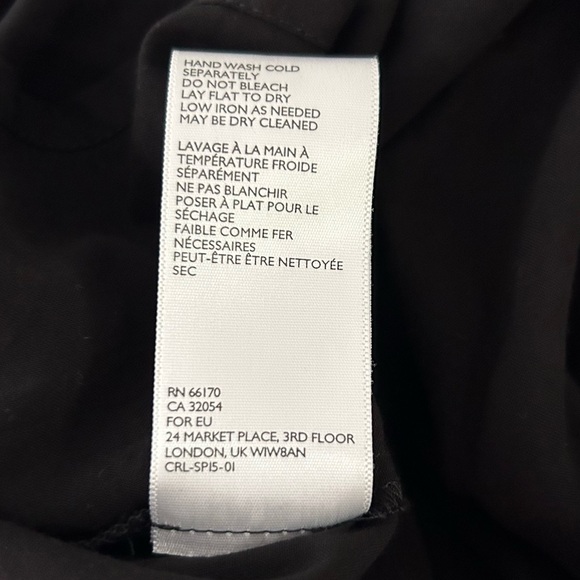 HAND WASH COLD
SEPARATELY
DO NOT BLEACH
LAY FLAT TO DRY
LOW IRON AS NEEDED
MAY BE DRY CLEANED
LAVAGE À LA MAIN À
TEMPÉRATURE FROIDE
SÉPARÉMENT
NE PAS BLANCHIR
POSER À PLAT POUR LE
SÉCHAGE
FAIBLE COMME FER
NÉCESSAIRES
PEUT-ÊTRE ÊTRE NETTOYÉE
SEC
RN 66170
CA 32054
FOR EU
24 MARKET PLACE, 3RD FLOOR
LONDON, UK W1W8AN
CRL-SP15-01